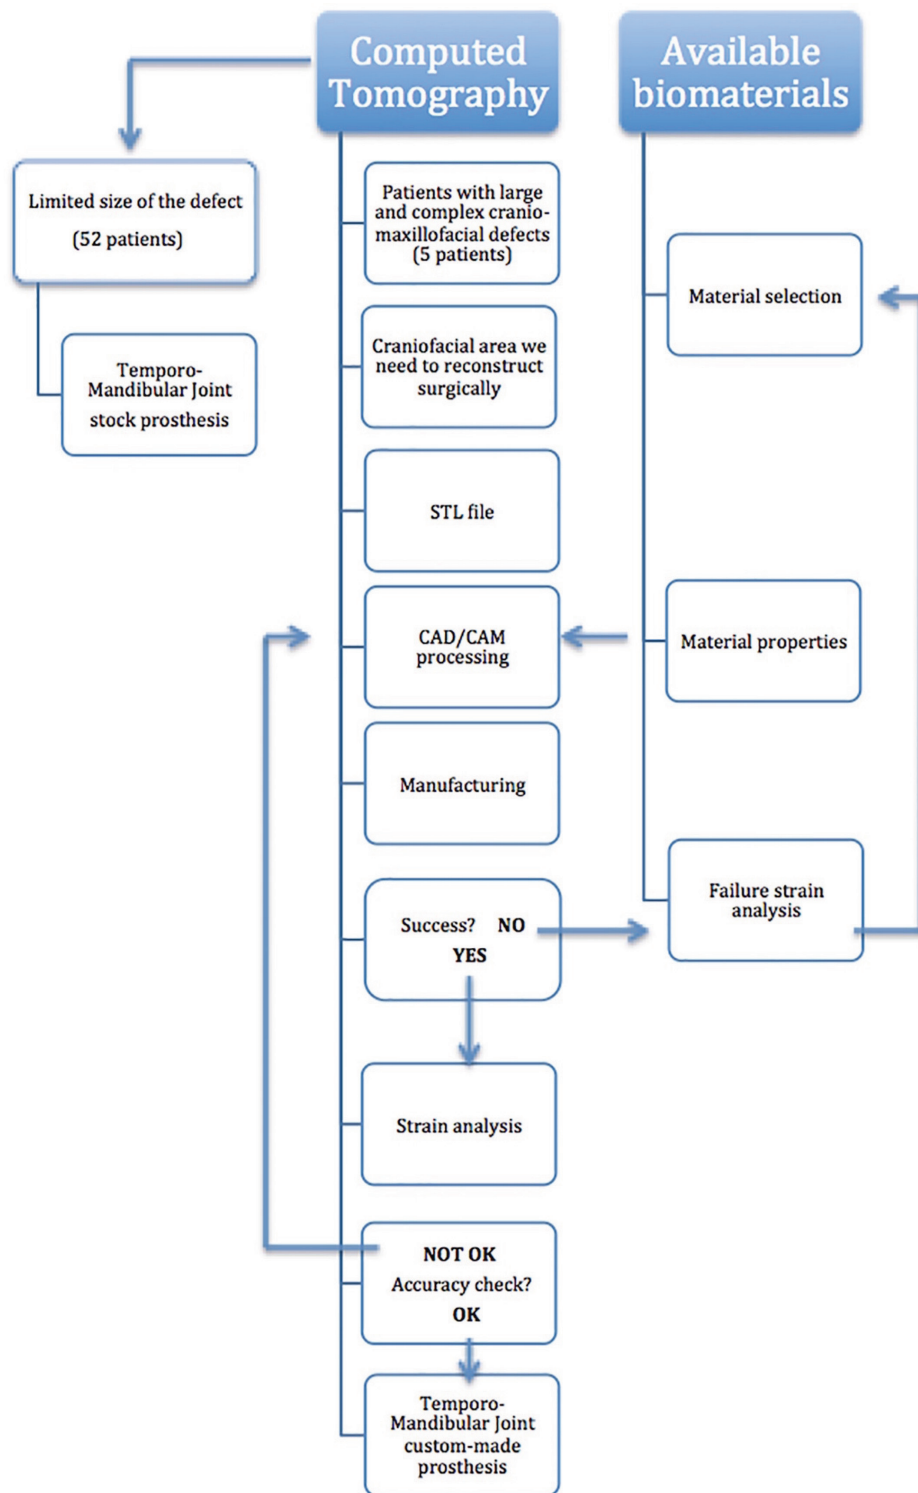 Computed
Tomography
Available
biomaterials
Limited size of the defect
(52 patients)
Temporo-
Mandibular Joint
stock prosthesis
Patients with large
and complex cranio-
maxillofacial defects
(5 patients)
Craniofacial area we
need to reconstruct
surgically
STL file
CAD/CAM
processing
Manufacturing
Success? NO
YES
Strain analysis
NOT OK
Accuracy check?
OK
Temporo-
Mandibular Joint
custom-made
prosthesis
Material selection
Material properties
Failure strain
analysis